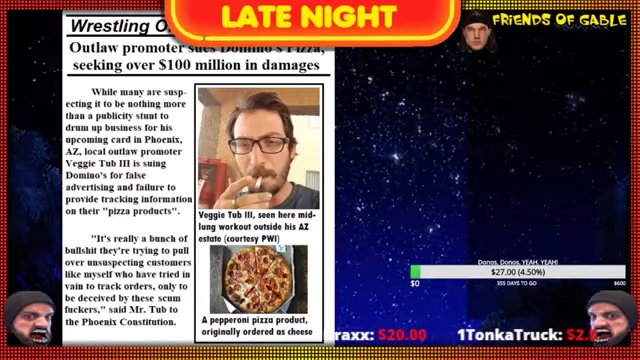 LATE NIGHT
FRIENDS OF GABLE
Wrestling
Outlaw promoter sues Domino's Pizza,
seeking over $100 million in damages
While many are susp-
ecting it to be nothing more
than a publicity stunt to
drum up business for his
upcoming card in Phoenix,
AZ, local outlaw promoter
Veggie Tub III is suing
Domino's for false
advertising and failure to
provide tracking information
on their "pizza products".
"It's really a bunch of
bullshit they're trying to pull
over unsuspecting customers
like myself who have tried in
vain to track orders, only to
be deceived by these scum
fuckers," said Mr. Tub to
the Phoenix Constitution.
Veggie Tub III, seen here mid-
lung workout outside his AZ
estate (courtesy PWI)
A pepperoni pizza product,
originally ordered as cheese
Donos, Donos, YEAH, YEAH!
$27.00 (4.50%)
$0 355 DAYS TO GO $600
raxx: $20.00 1TonkaTruck: